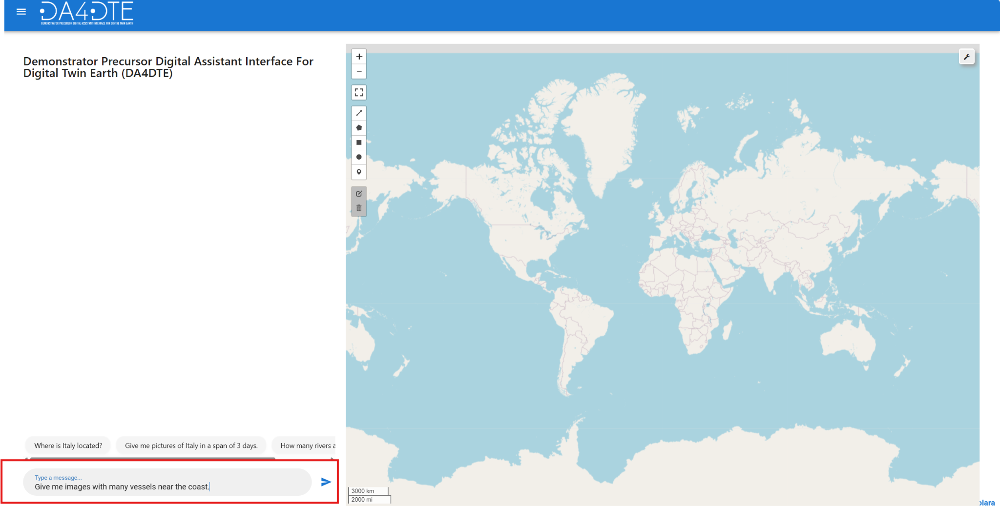 DA4DTE
DEMONSTRATOR PRECURSOR DIGITAL ASSISTANT INTERFACE FOR DIGITAL TWIN EARTH
Demonstrator Precursor Digital Assistant Interface For
Digital Twin Earth (DA4DTE)
Where is Italy located?
Give me pictures of Italy in a span of 3 days.
How many rivers a
Type a message...
Give me images with many vessels near the coast.
3000 km
2000 mi
olara